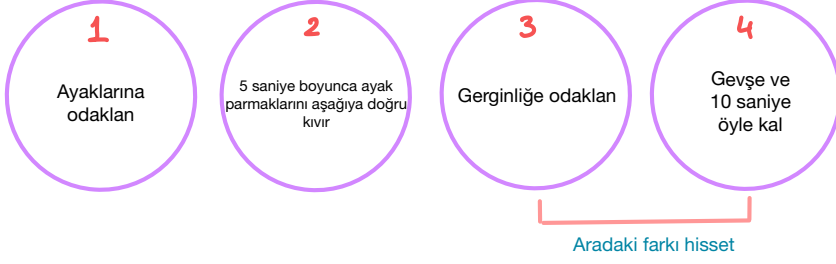 1
Ayaklarına
odaklan
2
5 saniye boyunca ayak
parmaklarını aşağıya doğru
kıvır
3
Gerginliğe odaklan
4
Gevşe ve
10 saniye
öyle kal
Aradaki farkı hisset